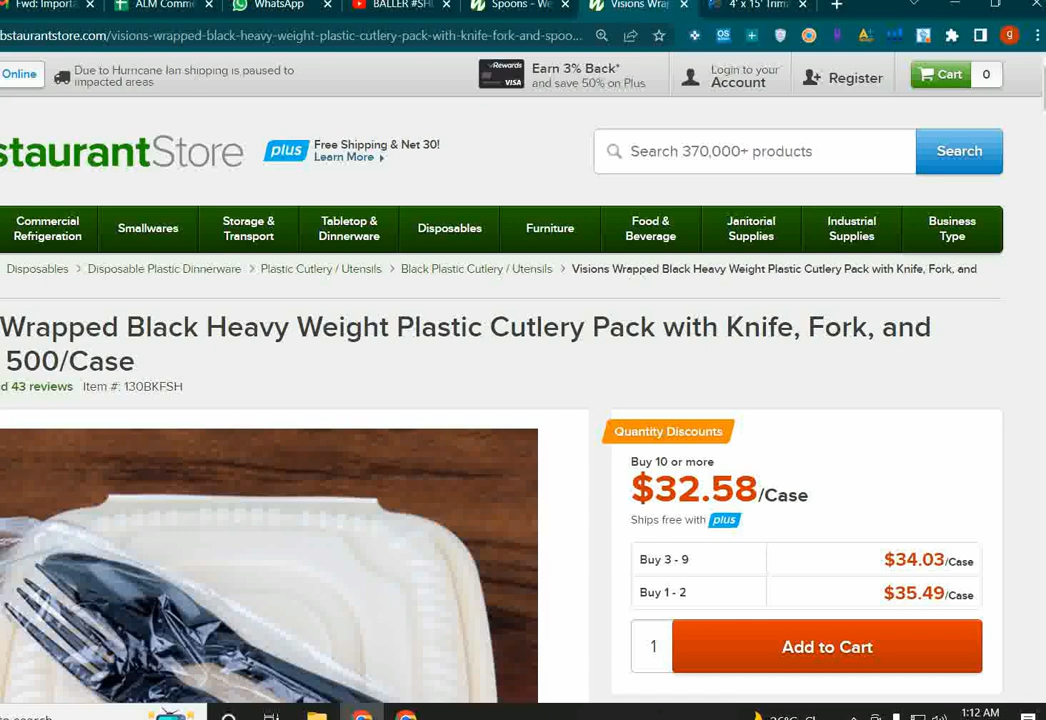 Fwd: Import
ALM Comme
WhatsApp
BALLER #SH
Spoons - We
Visions Wrap
4' x 15' Trim
bstaurantstore.com/visions-wrapped-black-heavy-weight-plastic-cutlery-pack-with-knife-fork-and-spoo...
Online
Due to Hurricane Ian shipping is paused to
impacted areas
Rewards
VISA
Earn 3% Back*
and save 50% on Plus
Login to your
Account
Register
Cart
0
staurantStore
plus
Free Shipping & Net 30!
Learn More
Search 370,000+ products
Search
Commercial
Refrigeration
Smallwares
Storage &
Transport
Tabletop &
Dinnerware
Disposables
Furniture
Food &
Beverage
Janitorial
Supplies
Industrial
Supplies
Business
Type
Disposables > Disposable Plastic Dinnerware > Plastic Cutlery / Utensils > Black Plastic Cutlery / Utensils > Visions Wrapped Black Heavy Weight Plastic Cutlery Pack with Knife, Fork, and
Wrapped Black Heavy Weight Plastic Cutlery Pack with Knife, Fork, and
500/Case
d 43 reviews Item #: 130BKFSH
Quantity Discounts
Buy 10 or more
$32.58/Case
Ships free with plus
Buy 3 - 9 $34.03/Case
Buy 1 - 2 $35.49/Case
1
Add to Cart
1:12 AM